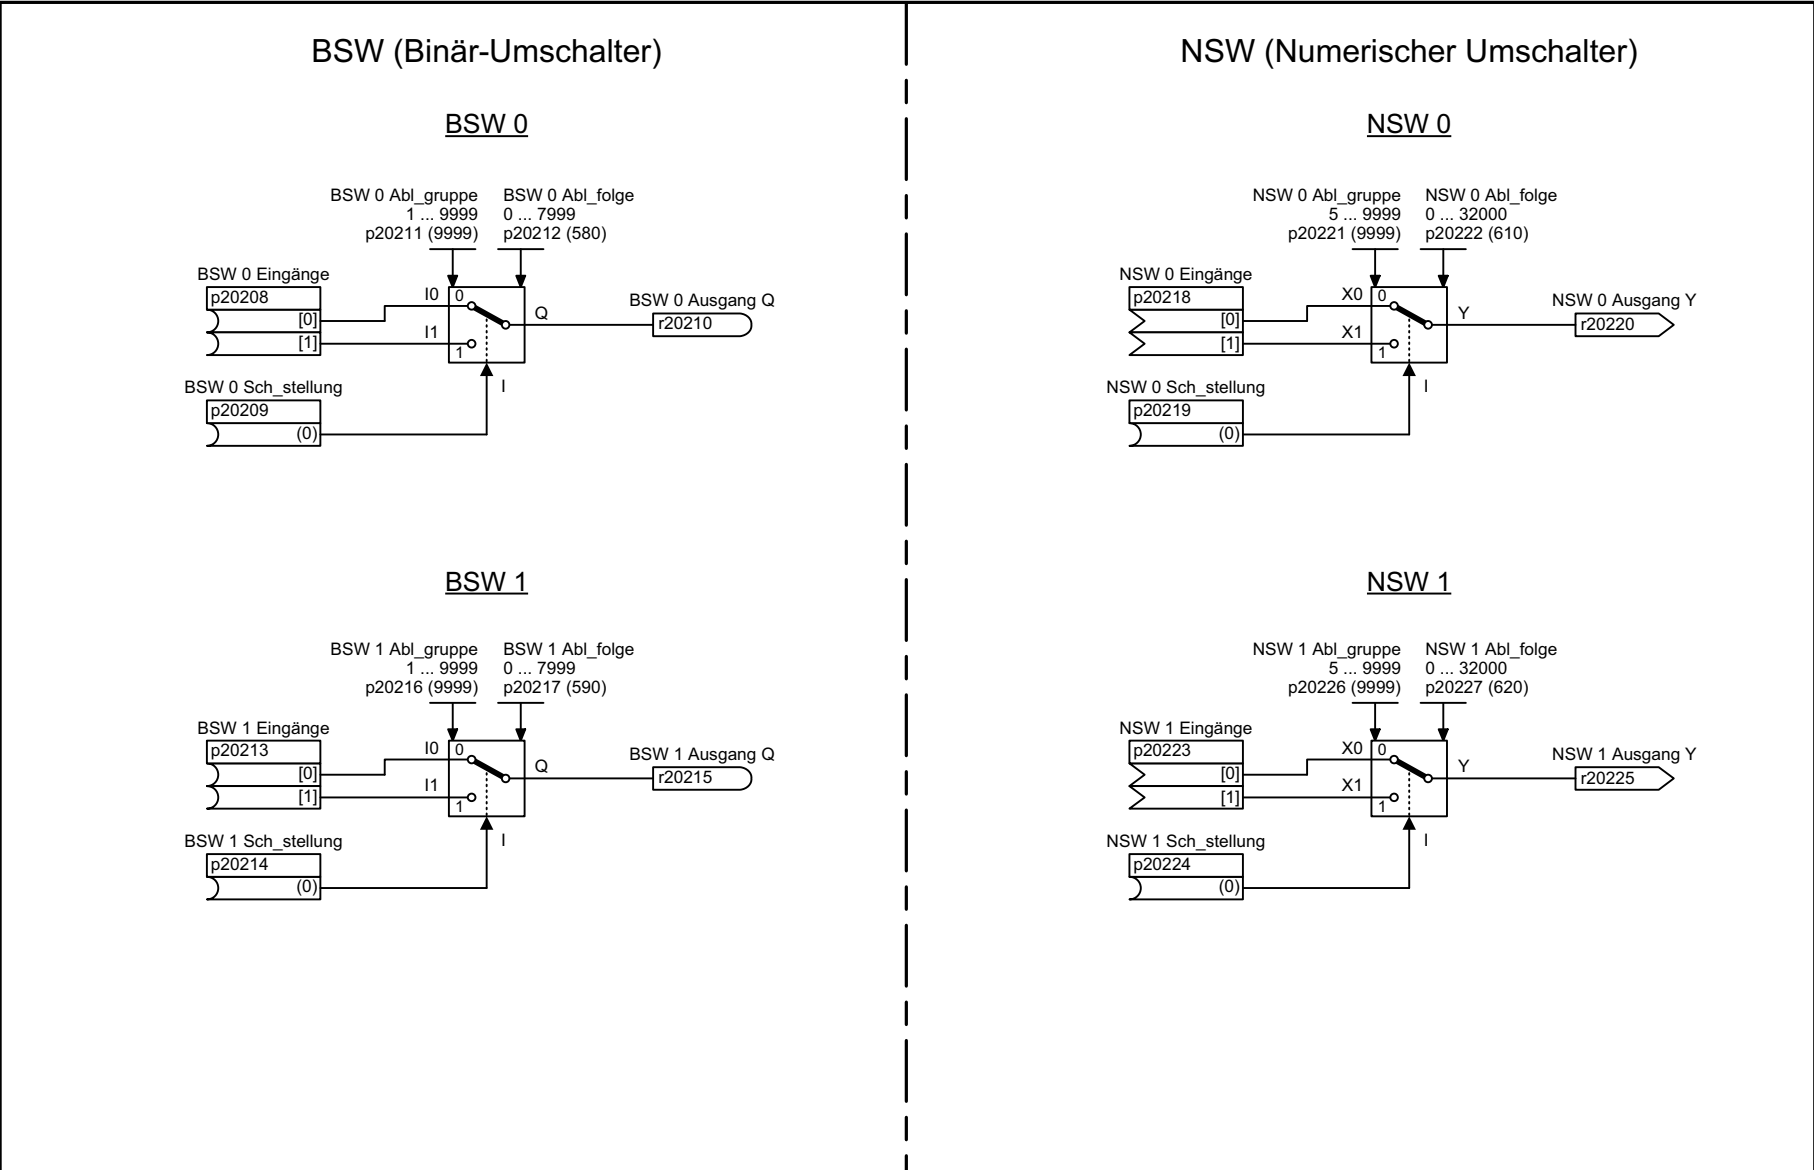 BSW (Binär-Umschalter)
BSW 0
BSW 0 Abl_gruppe
1 ... 9999
p20211 (9999)
BSW 0 Abl_folge
0 ... 7999
p20212 (580)
BSW 0 Eingänge
p20208
[0]
[1]
I0
I1
0
1
Q
BSW 0 Ausgang Q
r20210
I
BSW 0 Sch_stellung
p20209
(0)
BSW 1
BSW 1 Abl_gruppe
1 ... 9999
p20216 (9999)
BSW 1 Abl_folge
0 ... 7999
p20217 (590)
BSW 1 Eingänge
p20213
[0]
[1]
I0
I1
0
1
Q
BSW 1 Ausgang Q
r20215
I
BSW 1 Sch_stellung
p20214
(0)
NSW (Numerischer Umschalter)
NSW 0
NSW 0 Abl_gruppe
5 ... 9999
p20221 (9999)
NSW 0 Abl_folge
0 ... 32000
p20222 (610)
NSW 0 Eingänge
p20218
[0]
[1]
X0
X1
0
1
Y
NSW 0 Ausgang Y
r20220
I
NSW 0 Sch_stellung
p20219
(0)
NSW 1
NSW 1 Abl_gruppe
5 ... 9999
p20226 (9999)
NSW 1 Abl_folge
0 ... 32000
p20227 (620)
NSW 1 Eingänge
p20223
[0]
[1]
X0
X1
0
1
Y
NSW 1 Ausgang Y
r20225
I
NSW 1 Sch_stellung
p20224
(0)